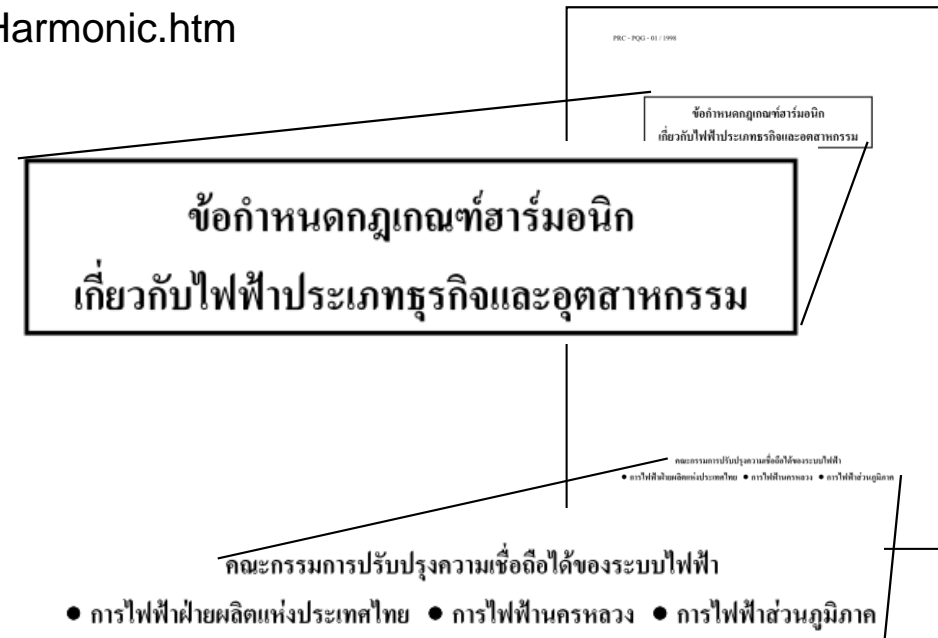 Harmonic.htm
PRC - PQG - 01 / 1998
ข้อกำหนดกฎเกณฑ์ฮาร์มอนิก
เกี่ยวกับไฟฟ้าประเภทธุรกิจและอุตสาหกรรม
ข้อกำหนดกฎเกณฑ์ฮาร์มอนิก
เกี่ยวกับไฟฟ้าประเภทธุรกิจและอุตสาหกรรม
คณะกรรมการปรับปรุงความเชื่อถือได้ของระบบไฟฟ้า
● การไฟฟ้าฝ่ายผลิตแห่งประเทศไทย ● การไฟฟ้านครหลวง ● การไฟฟ้าส่วนภูมิภาค
คณะกรรมการปรับปรุงความเชื่อถือได้ของระบบไฟฟ้า
● การไฟฟ้าฝ่ายผลิตแห่งประเทศไทย ● การไฟฟ้านครหลวง ● การไฟฟ้าส่วนภูมิภาค